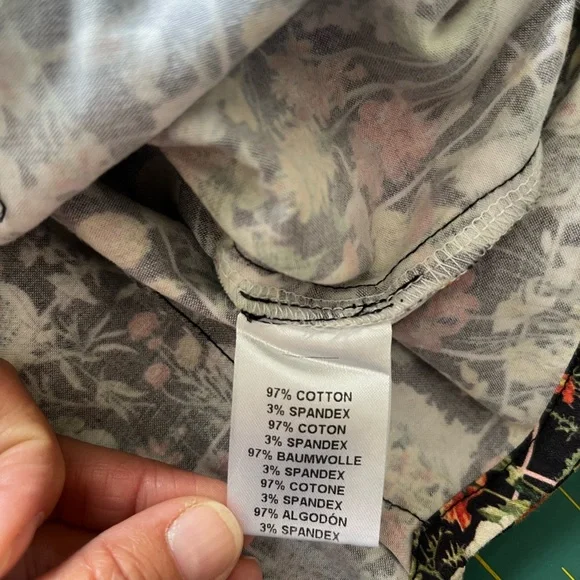 97% COTTON
3% SPANDEX
97% COTON
3% SPANDEX
97% BAUMWOLLE
3% SPANDEX
97% COTONE
3% SPANDEX
97% ALGODÓN
3% SPANDEX